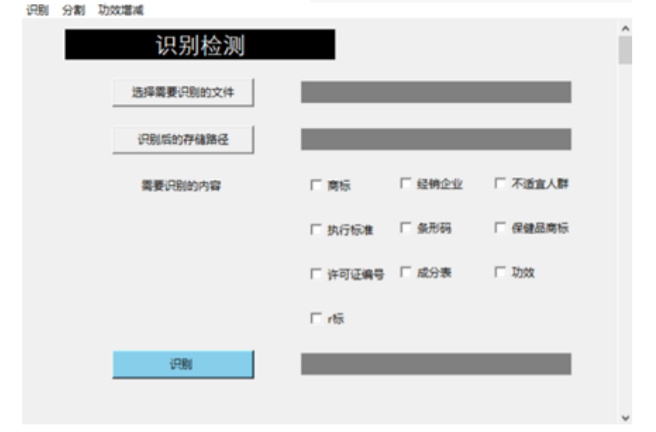 识别 分割 功效增减
识别检测
选择需要识别的文件
识别后的存储路径
需要识别的内容 商标 经销企业 不适宜人群
执行标准 条形码 保健品商标
许可证编号 成分表 功效
r标
识别